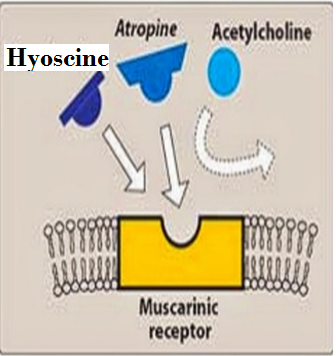 Atropine
Acetylcholine
Hyoscine
Muscarinic
receptor